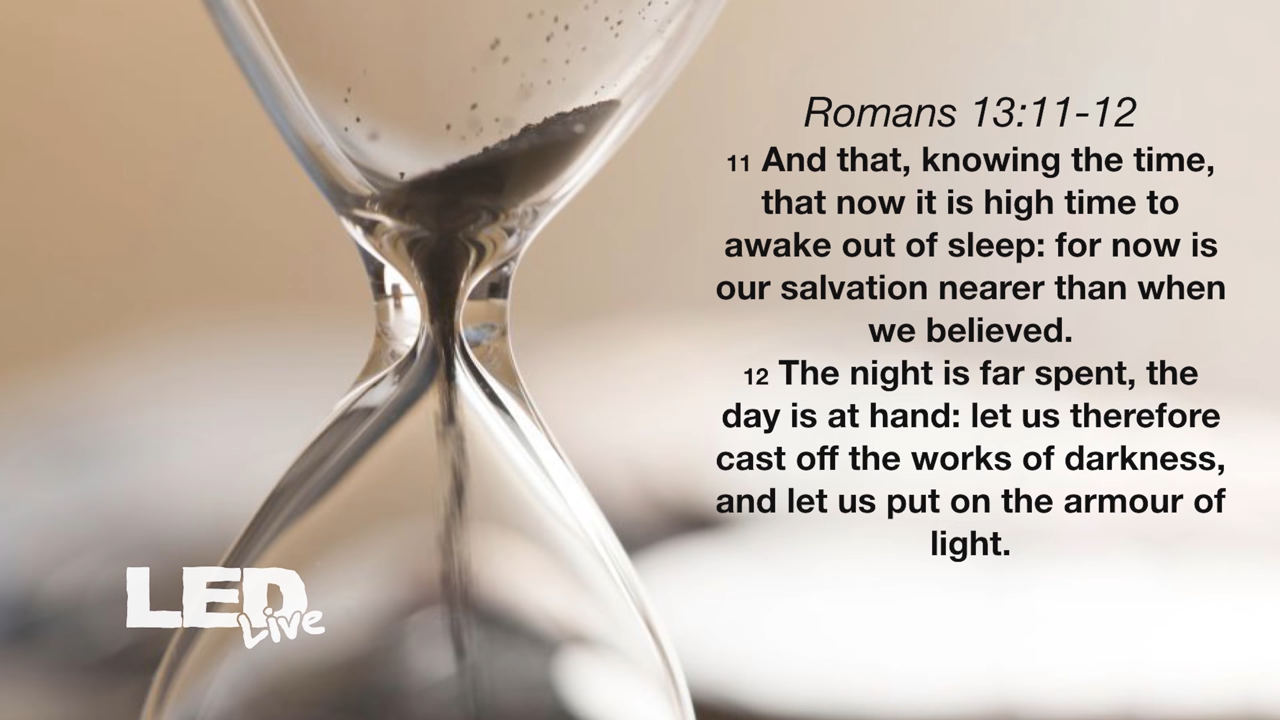 Romans 13:11-12
11 And that, knowing the time,
that now it is high time to
awake out of sleep: for now is
our salvation nearer than when
we believed.
12 The night is far spent, the
day is at hand: let us therefore
cast off the works of darkness,
and let us put on the armour of
light.
LED
Live